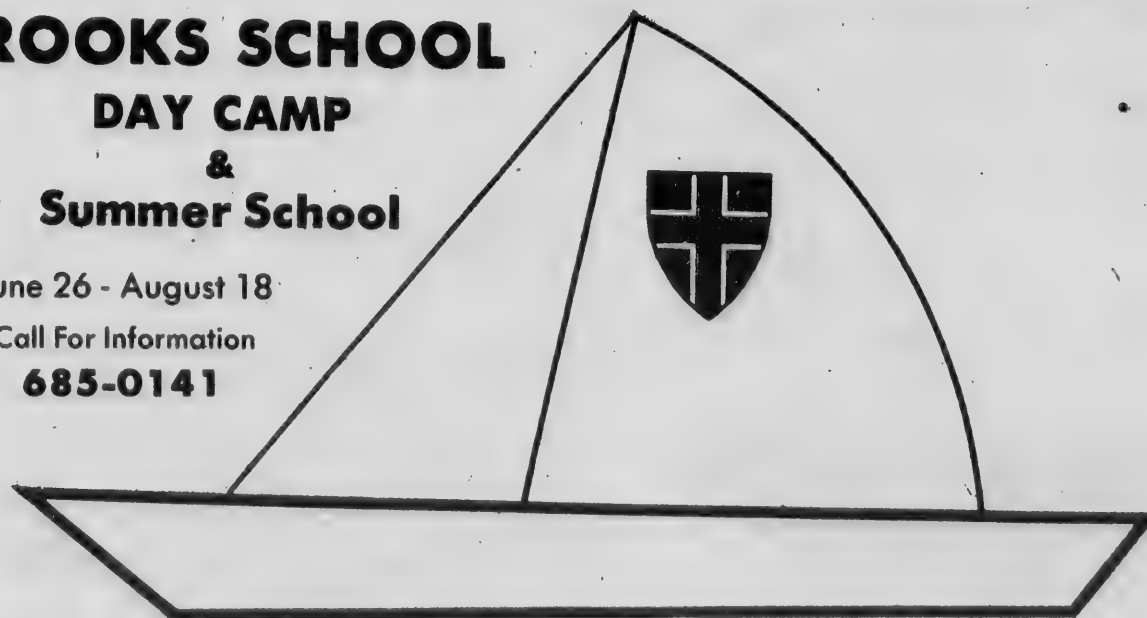 ROOKS SCHOOL
DAY CAMP
&
Summer School
une 26 - August 18
Call For Information
685-0141